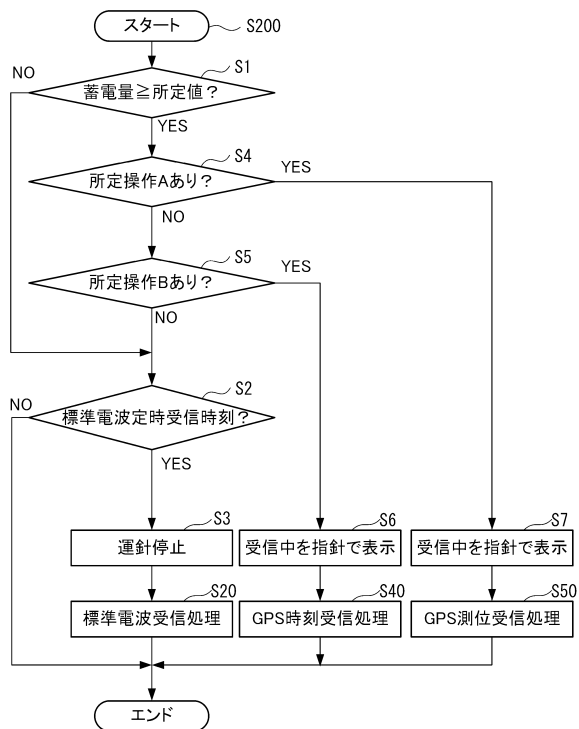 スタート
S200
S1
NO
蓄電量≧所定値？
YES
S4
所定操作Aあり？
YES
NO
S5
所定操作Bあり？
YES
NO
S2
NO
標準電波定時受信時刻？
YES
S3
S6
S7
運針停止
受信中を指針で表示
受信中を指針で表示
S20
S40
S50
標準電波受信処理
GPS時刻受信処理
GPS測位受信処理
エンド